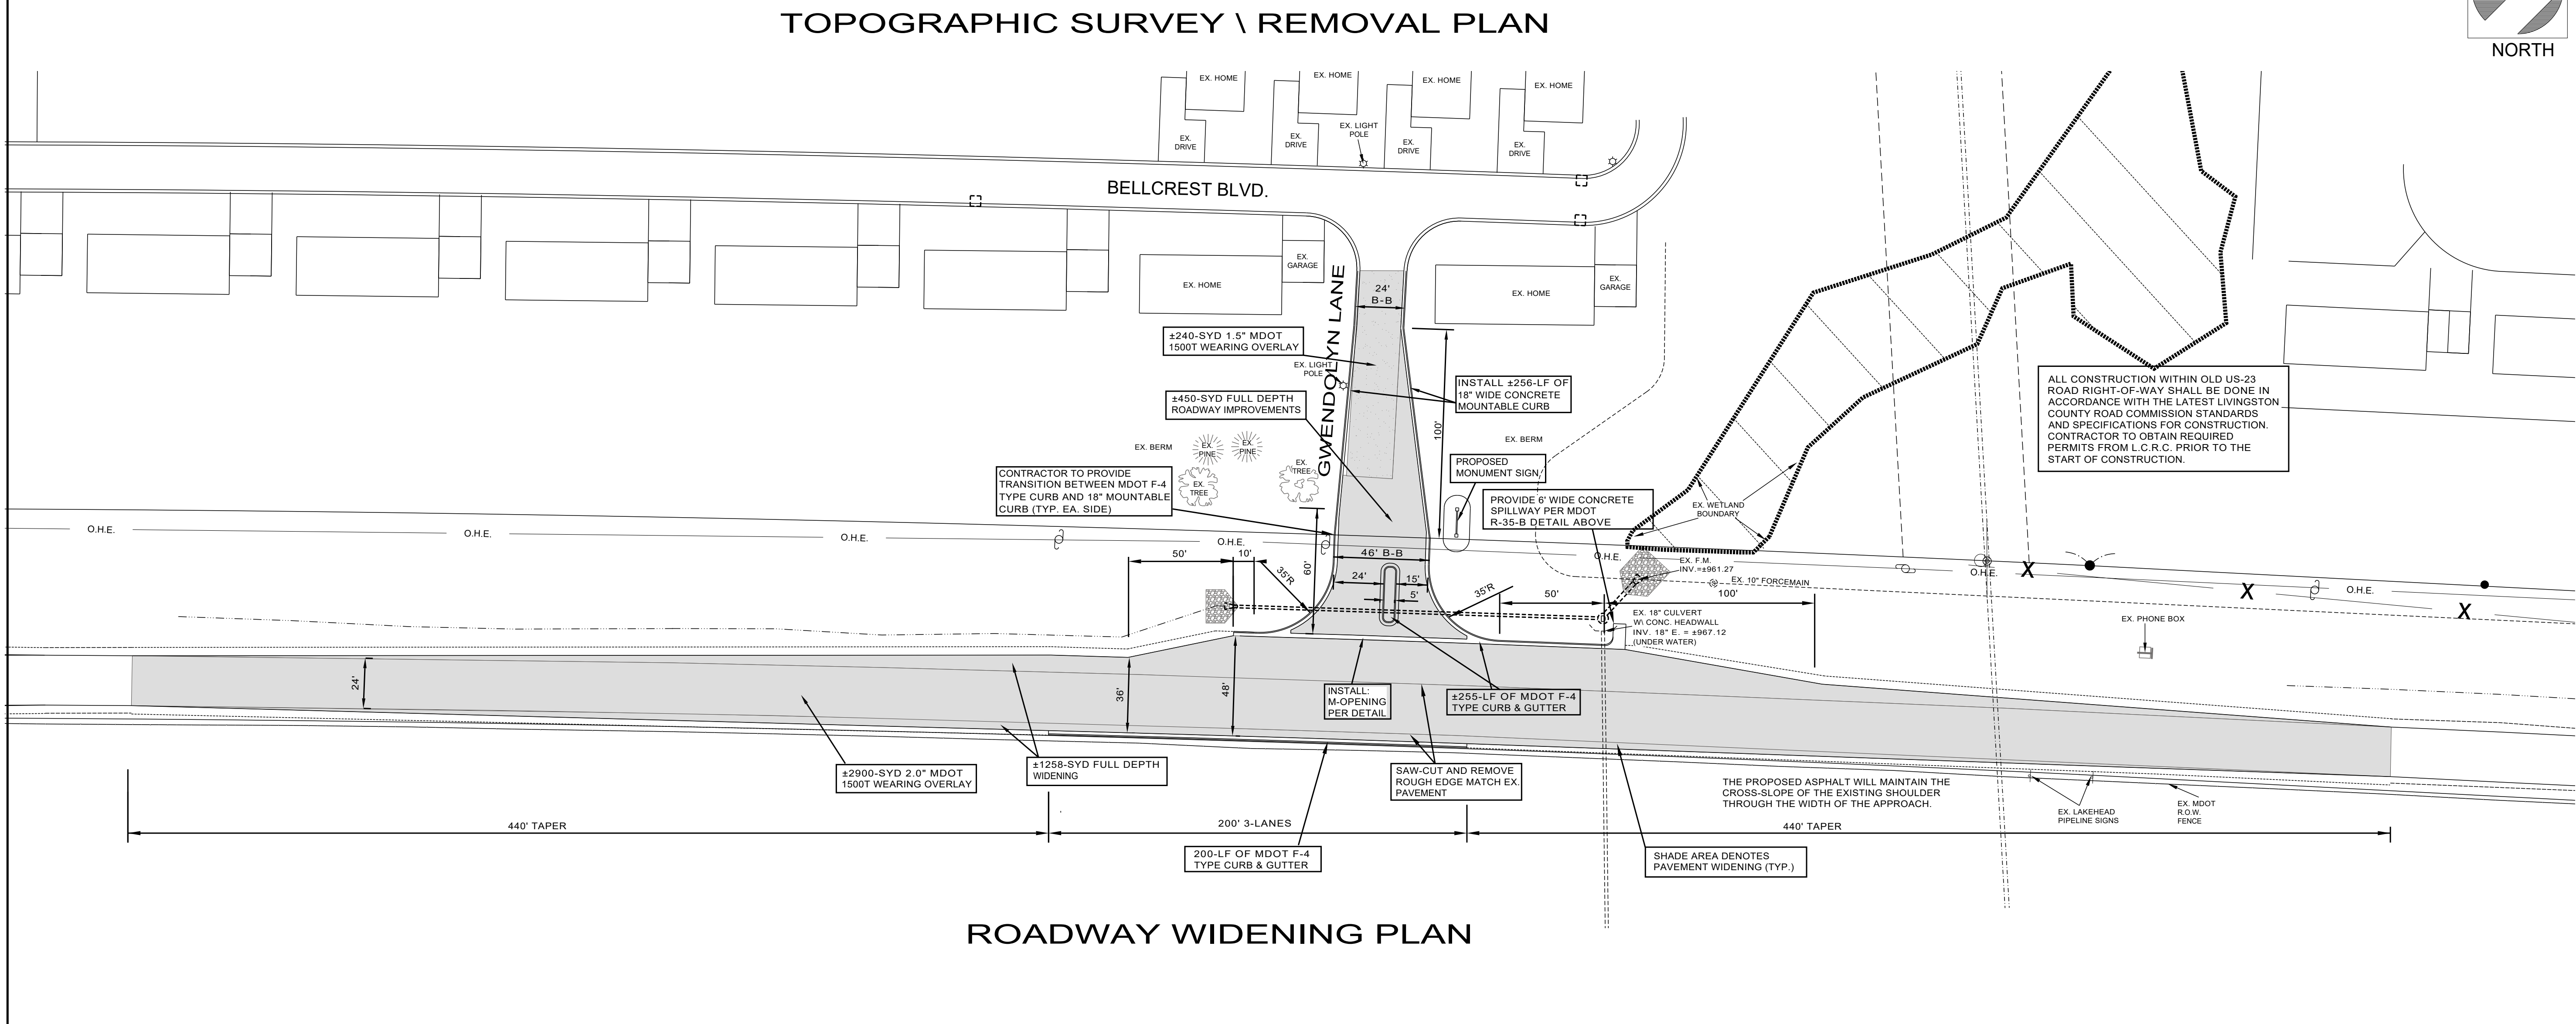 TOPOGRAPHIC SURVEY \ REMOVAL PLAN
NORTH
EX. HOME
EX. HOME
EX. HOME
EX. HOME
EX. LIGHT
POLE
EX.
DRIVE
EX.
DRIVE
EX.
DRIVE
EX.
DRIVE
BELLCREST BLVD.
EX.
GARAGE
EX. HOME
EX. HOME
EX.
GARAGE
GWENDOLYN LANE
24'
B-B
±240-SYD 1.5" MDOT
1500T WEARING OVERLAY
EX. LIGHT
POLE
±450-SYD FULL DEPTH
ROADWAY IMPROVEMENTS
INSTALL ±256-LF OF
18" WIDE CONCRETE
MOUNTABLE CURB
100'
ALL CONSTRUCTION WITHIN OLD US-23
ROAD RIGHT-OF-WAY SHALL BE DONE IN
ACCORDANCE WITH THE LATEST LIVINGSTON
COUNTY ROAD COMMISSION STANDARDS
AND SPECIFICATIONS FOR CONSTRUCTION.
CONTRACTOR TO OBTAIN REQUIRED
PERMITS FROM L.C.R.C. PRIOR TO THE
START OF CONSTRUCTION.
EX. BERM
EX.
PINE
EX.
PINE
EX. BERM
EX.
TREE
EX.
TREE
CONTRACTOR TO PROVIDE
TRANSITION BETWEEN MDOT F-4
TYPE CURB AND 18" MOUNTABLE
CURB (TYP. EA. SIDE)
PROPOSED
MONUMENT SIGN
PROVIDE 6' WIDE CONCRETE
SPILLWAY PER MDOT
R-35-B DETAIL ABOVE
EX. WETLAND
BOUNDARY
O.H.E.
O.H.E.
O.H.E.
O.H.E.
O.H.E.
O.H.E.
O.H.E.
50'
10'
35'R
60'
46' B-B
24'
15'
5'
35'R
50'
EX. F.M.
INV.=±961.27
EX. 10" FORCEMAIN
100'
X
X
X
EX. 18" CULVERT
W\ CONC. HEADWALL
INV. 18" E. = ±967.12
(UNDER WATER)
EX. PHONE BOX
24'
36'
48'
INSTALL:
M-OPENING
PER DETAIL
±255-LF OF MDOT F-4
TYPE CURB & GUTTER
±2900-SYD 2.0" MDOT
1500T WEARING OVERLAY
±1258-SYD FULL DEPTH
WIDENING
SAW-CUT AND REMOVE
ROUGH EDGE MATCH EX.
PAVEMENT
THE PROPOSED ASPHALT WILL MAINTAIN THE
CROSS-SLOPE OF THE EXISTING SHOULDER
THROUGH THE WIDTH OF THE APPROACH.
EX. LAKEHEAD
PIPELINE SIGNS
EX. MDOT
R.O.W.
FENCE
440' TAPER
200' 3-LANES
440' TAPER
200-LF OF MDOT F-4
TYPE CURB & GUTTER
SHADE AREA DENOTES
PAVEMENT WIDENING (TYP.)
ROADWAY WIDENING PLAN